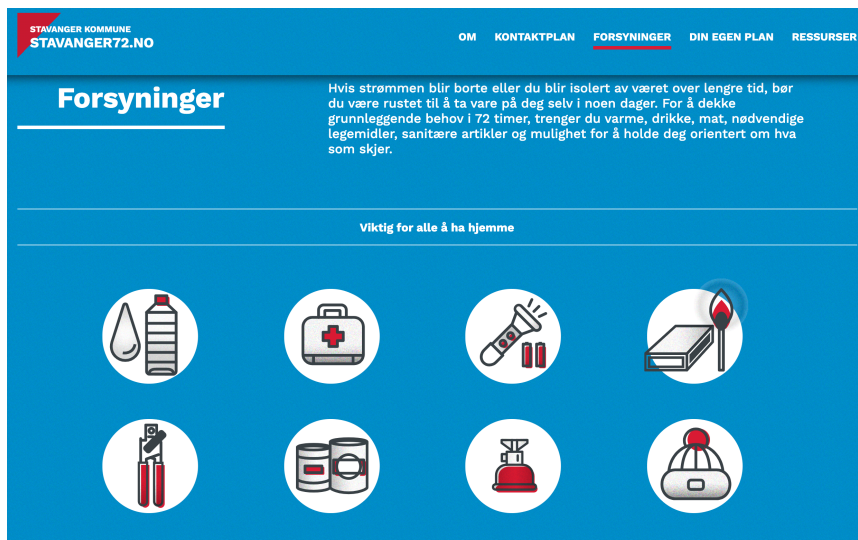 STAVANGER KOMMUNE
STAVANGER72.NO
OM KONTAKTPLAN FORSYNINGER DIN EGEN PLAN RESSURSER
Forsyninger
Hvis strømmen blir borte eller du blir isolert av været over lengre tid, bør
du være rustet til å ta vare på deg selv i noen dager. For å dekke
grunnleggende behov i 72 timer, trenger du varme, drikke, mat, nødvendige
legemidler, sanitære artikler og mulighet for å holde deg orientert om hva
som skjer.
Viktig for alle å ha hjemme